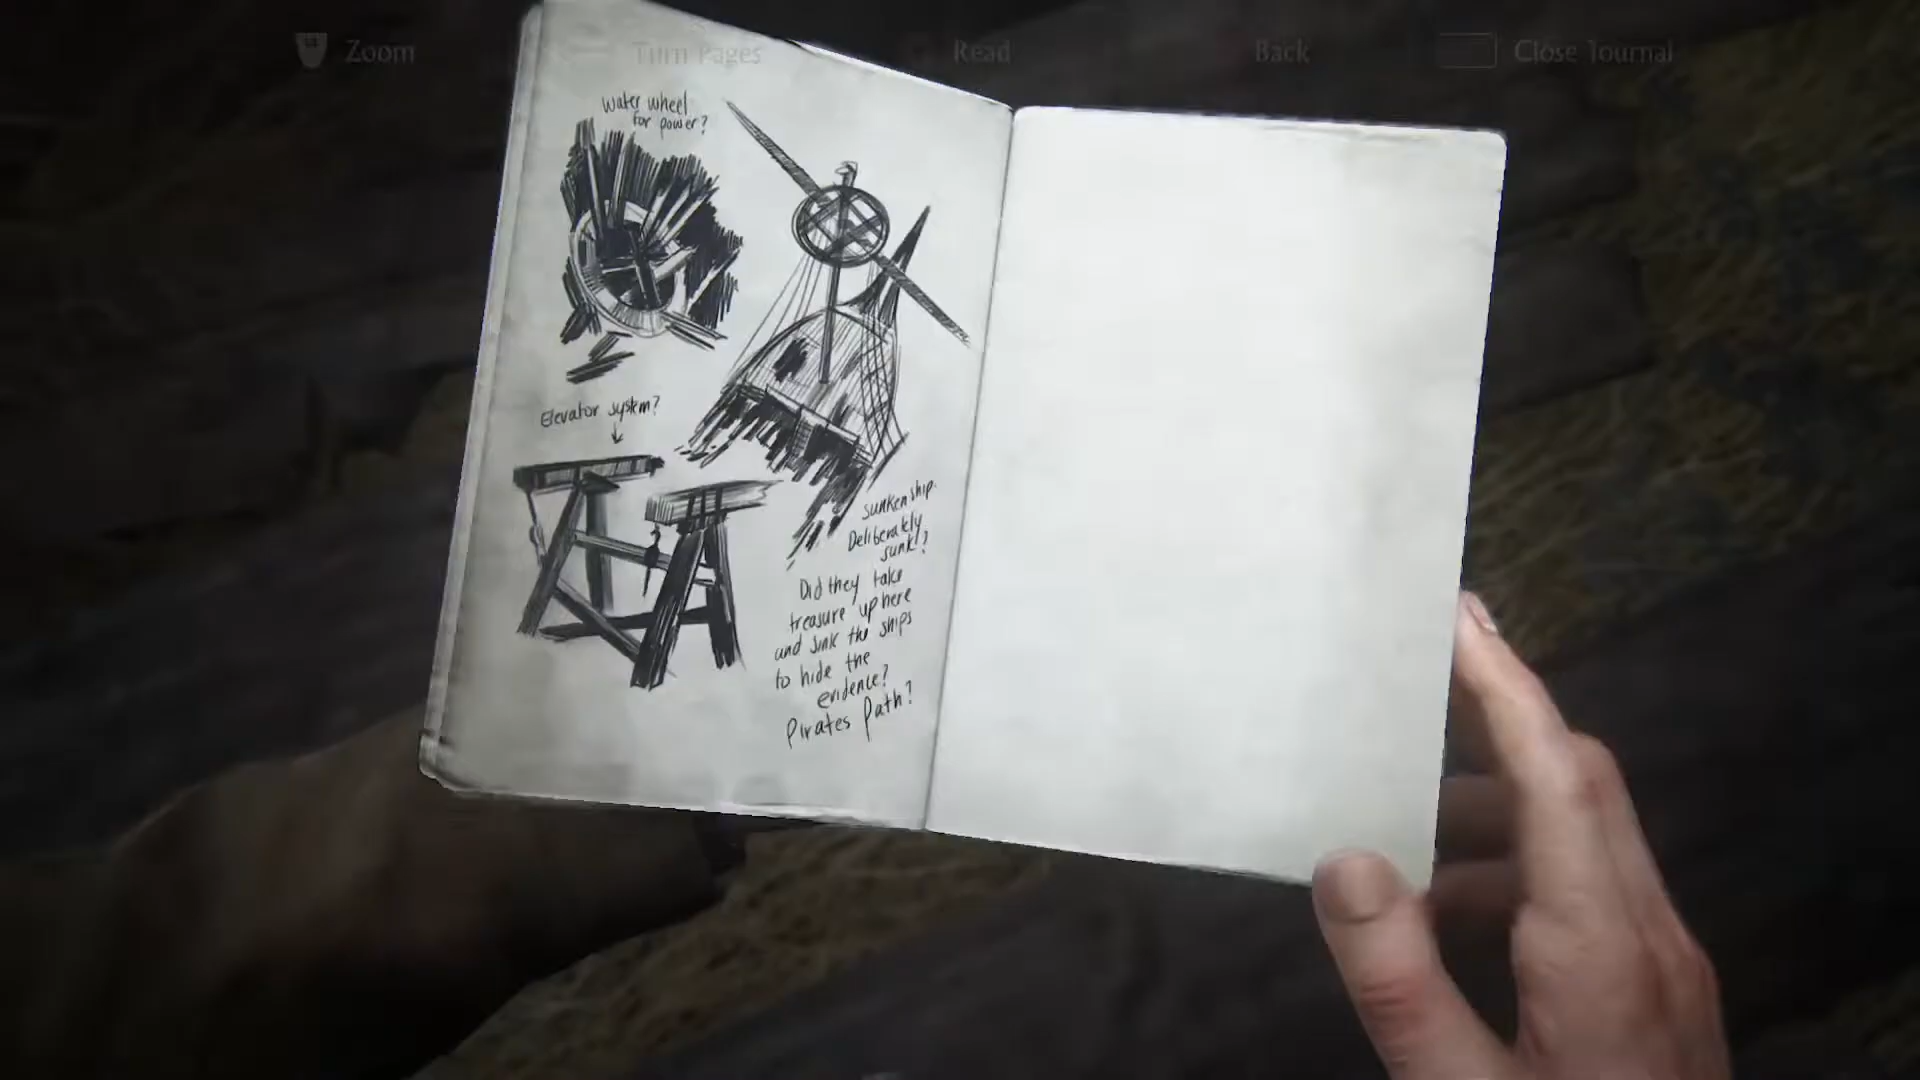 Zoom
Turn Pages
Read
Back
Close Journal
Water wheel
for power?
Elevator system?
sunken ship.
Deliberately
sunk?
Did they take
treasure up here
and sink the ships
to hide the
evidence?
Pirates Path?